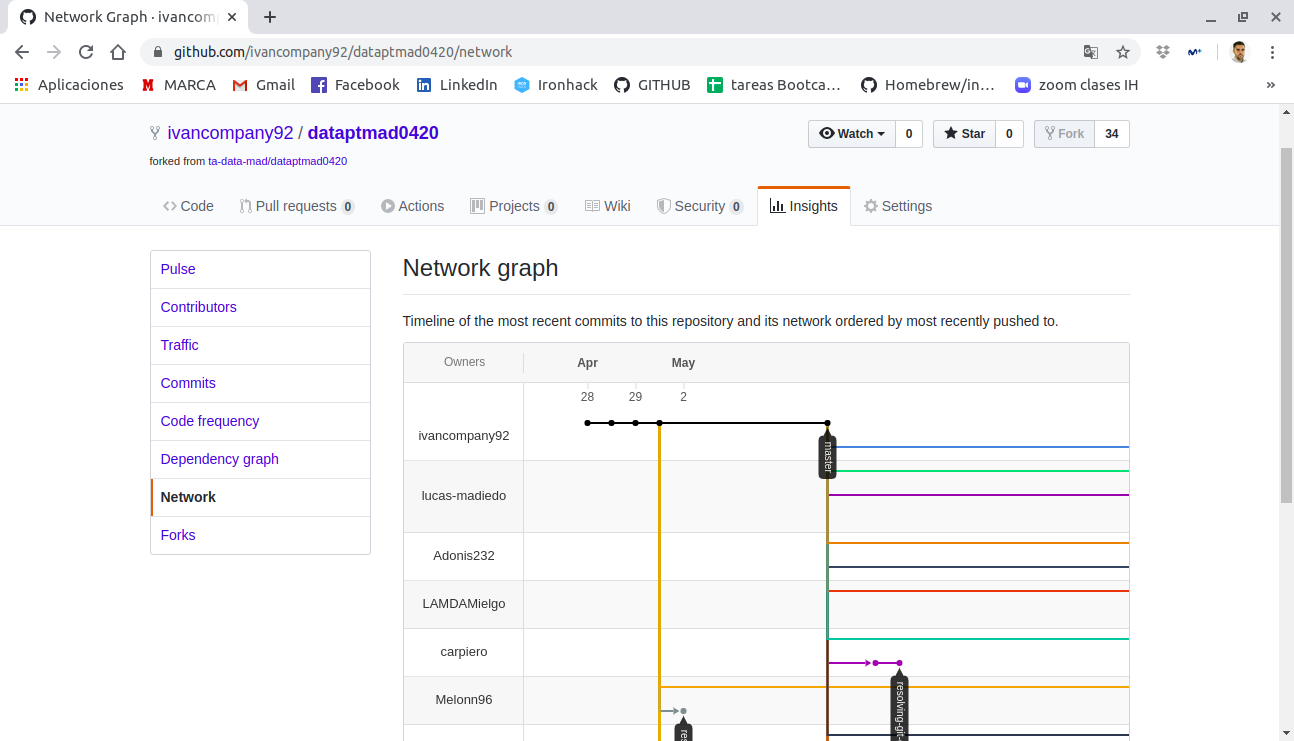 Network Graph · ivancom
github.com/ivancompany92/dataptmad0420/network
Aplicaciones MARCA Gmail Facebook LinkedIn Ironhack GITHUB tareas Bootca… Homebrew/in… zoom clases IH »
ivancompany92 / dataptmad0420
Watch 0 Star 0 Fork 34
forked from ta-data-mad/dataptmad0420
Code Pull requests 0 Actions Projects 0 Wiki Security 0 Insights Settings
Pulse
Contributors
Traffic
Commits
Code frequency
Dependency graph
Network
Forks
Network graph
Timeline of the most recent commits to this repository and its network ordered by most recently pushed to.
Owners Apr May
28 29 2
ivancompany92
master
lucas-madiedo
Adonis232
LAMDAMielgo
carpiero
Melonn96
resolving-git-
res